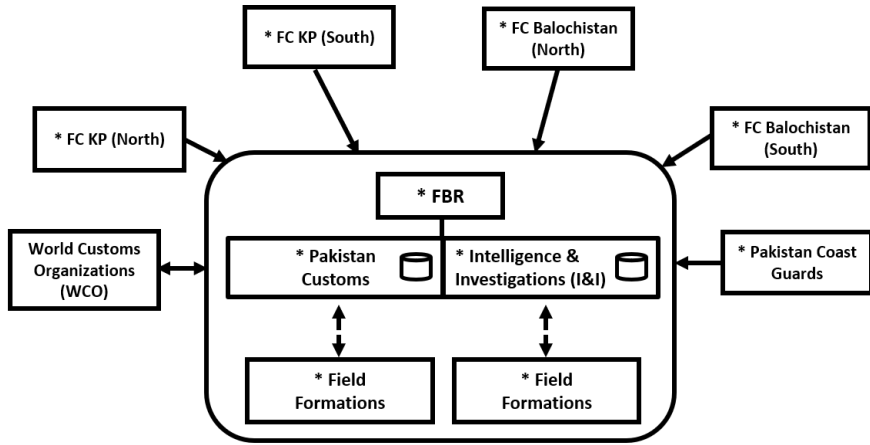 * FC KP (South)
* FC Balochistan
(North)
* FC KP (North)
* FC Balochistan
(South)
* FBR
World Customs
Organizations
(WCO)
* Pakistan
Customs
* Intelligence &
Investigations (I&I)
* Pakistan Coast
Guards
* Field
Formations
* Field
Formations